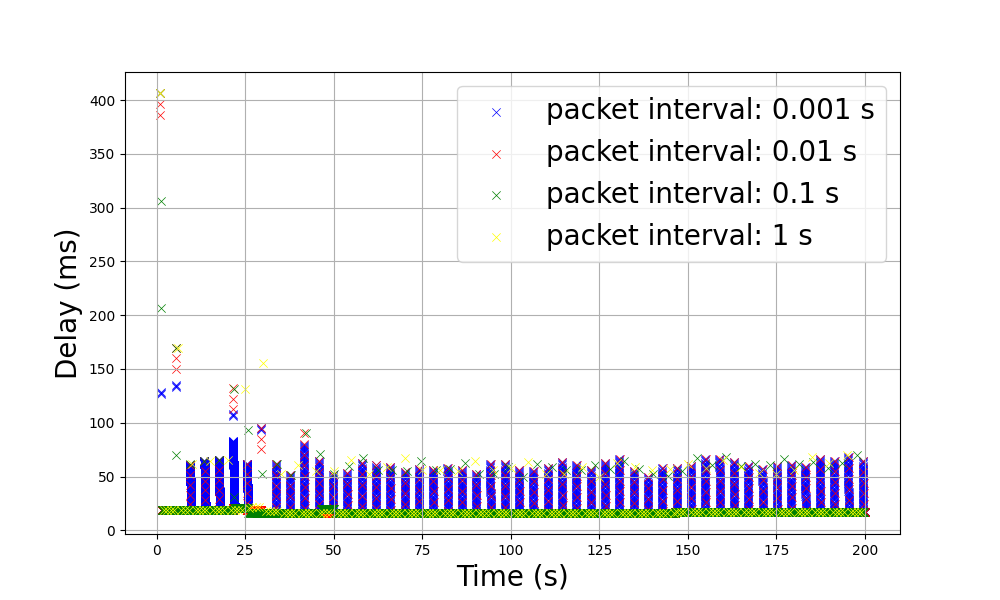 packet interval: 0.001 s
packet interval: 0.01 s
packet interval: 0.1 s
packet interval: 1 s
Delay (ms)
400
350
300
250
200
150
100
50
0
0 25 50 75 100 125 150 175 200
Time (s)